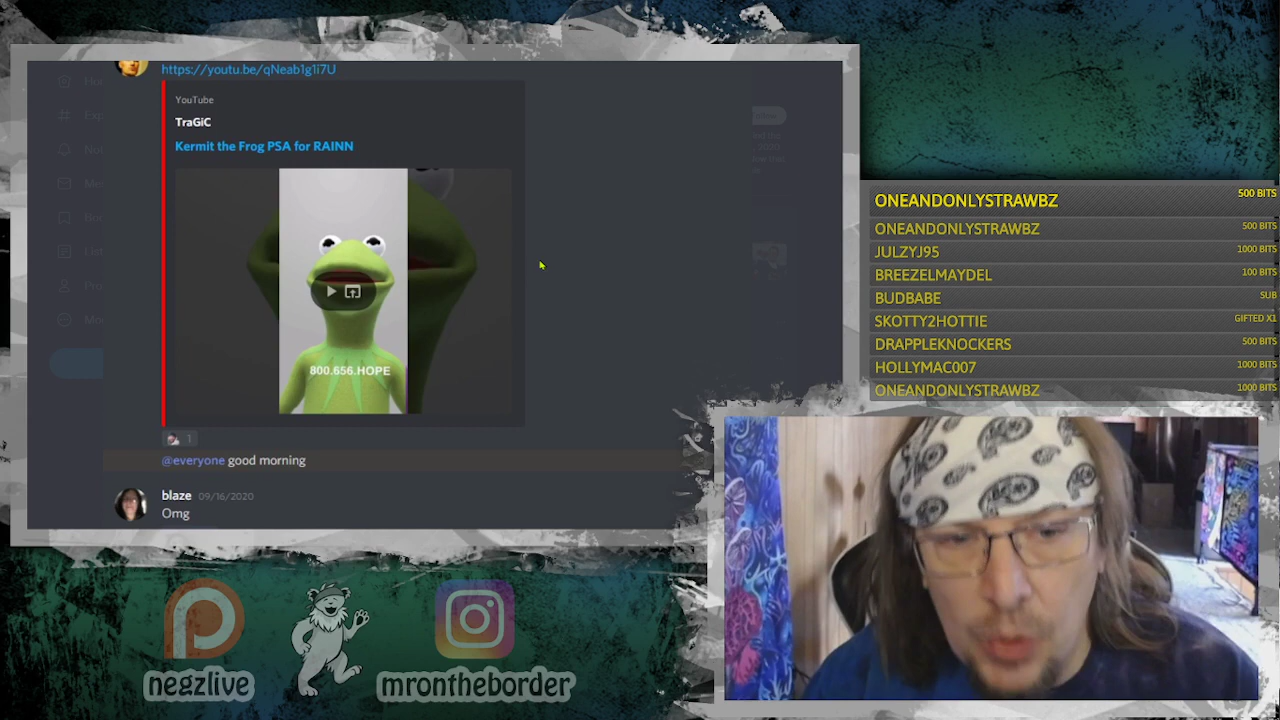 https://youtu.be/qNeab1g1i7U
YouTube
TraGiC
Kermit the Frog PSA for RAINN
800.656.HOPE
1
@everyone good morning
blaze 09/16/2020
Omg
ONEANDONLYSTRAWBZ 500 BITS
ONEANDONLYSTRAWBZ 500 BITS
JULZYJ95 1000 BITS
BREEZELMAYDEL 100 BITS
BUDBABE SUB
SKOTTY2HOTTIE GIFTED X1
DRAPPLEKNOCKERS 500 BITS
HOLLYMAC007 1000 BITS
ONEANDONLYSTRAWBZ 1000 BITS
negzlive
mrontheborder